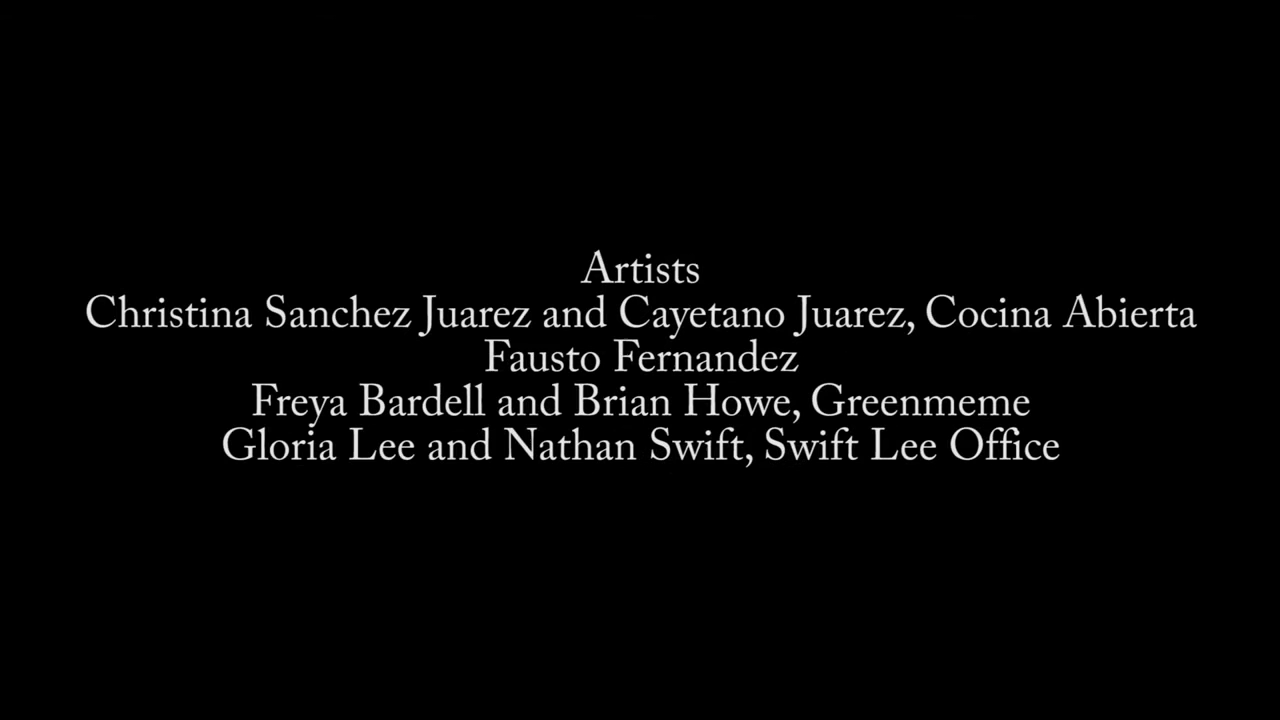 Artists
Christina Sanchez Juarez and Cayetano Juarez, Cocina Abierta
Fausto Fernandez
Freya Bardell and Brian Howe, Greenmeme
Gloria Lee and Nathan Swift, Swift Lee Office